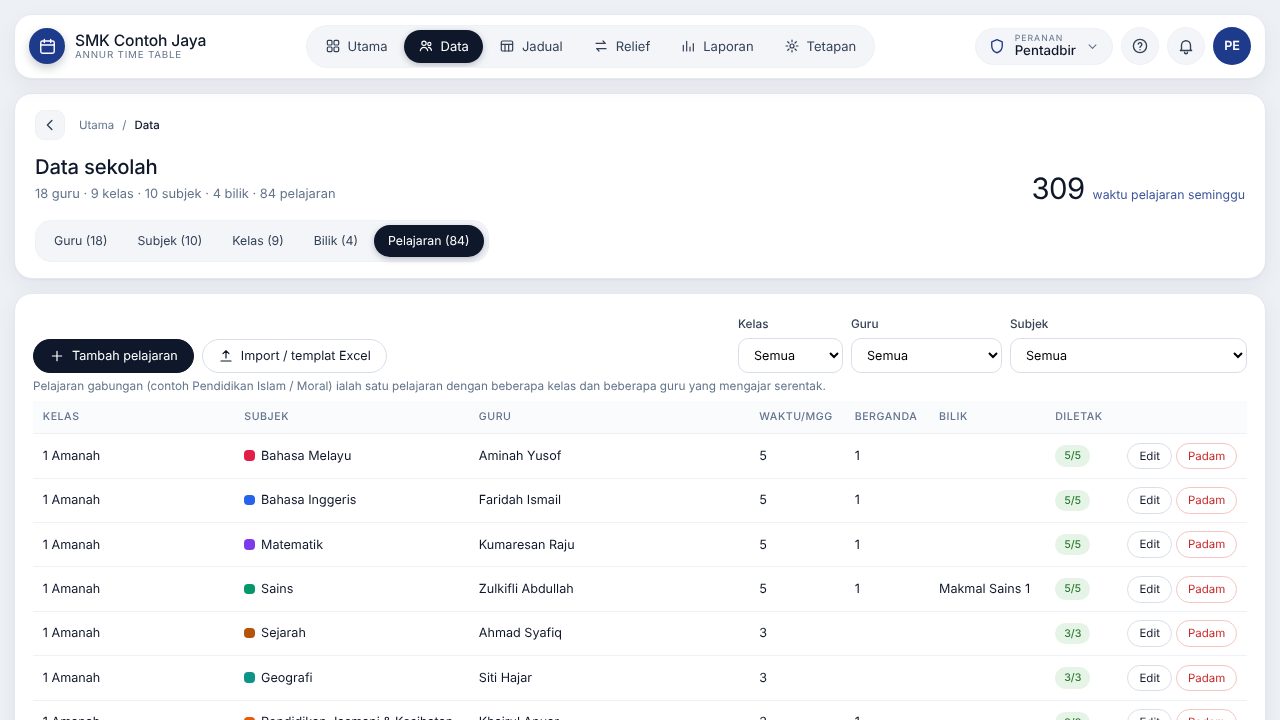 SMK Contoh Jaya
ANNUR TIME TABLE
Utama
Data
Jadual
Relief
Laporan
Tetapan
PERANAN
Pentadbir
PE
Utama / Data
Data sekolah
18 guru · 9 kelas · 10 subjek · 4 bilik · 84 pelajaran
309 waktu pelajaran seminggu
Guru (18) Subjek (10) Kelas (9) Bilik (4) Pelajaran (84)
Kelas Guru Subjek
Tambah pelajaran Import / templat Excel Semua Semua Semua
Pelajaran gabungan (contoh Pendidikan Islam / Moral) ialah satu pelajaran dengan beberapa kelas dan beberapa guru yang mengajar serentak.
KELAS SUBJEK GURU WAKTU/MGG BERGANDA BILIK DILETAK
1 Amanah Bahasa Melayu Aminah Yusof 5 1 5/5 Edit Padam
1 Amanah Bahasa Inggeris Faridah Ismail 5 1 5/5 Edit Padam
1 Amanah Matematik Kumaresan Raju 5 1 5/5 Edit Padam
1 Amanah Sains Zulkifli Abdullah 5 1 Makmal Sains 1 5/5 Edit Padam
1 Amanah Sejarah Ahmad Syafiq 3 3/3 Edit Padam
1 Amanah Geografi Siti Hajar 3 3/3 Edit Padam